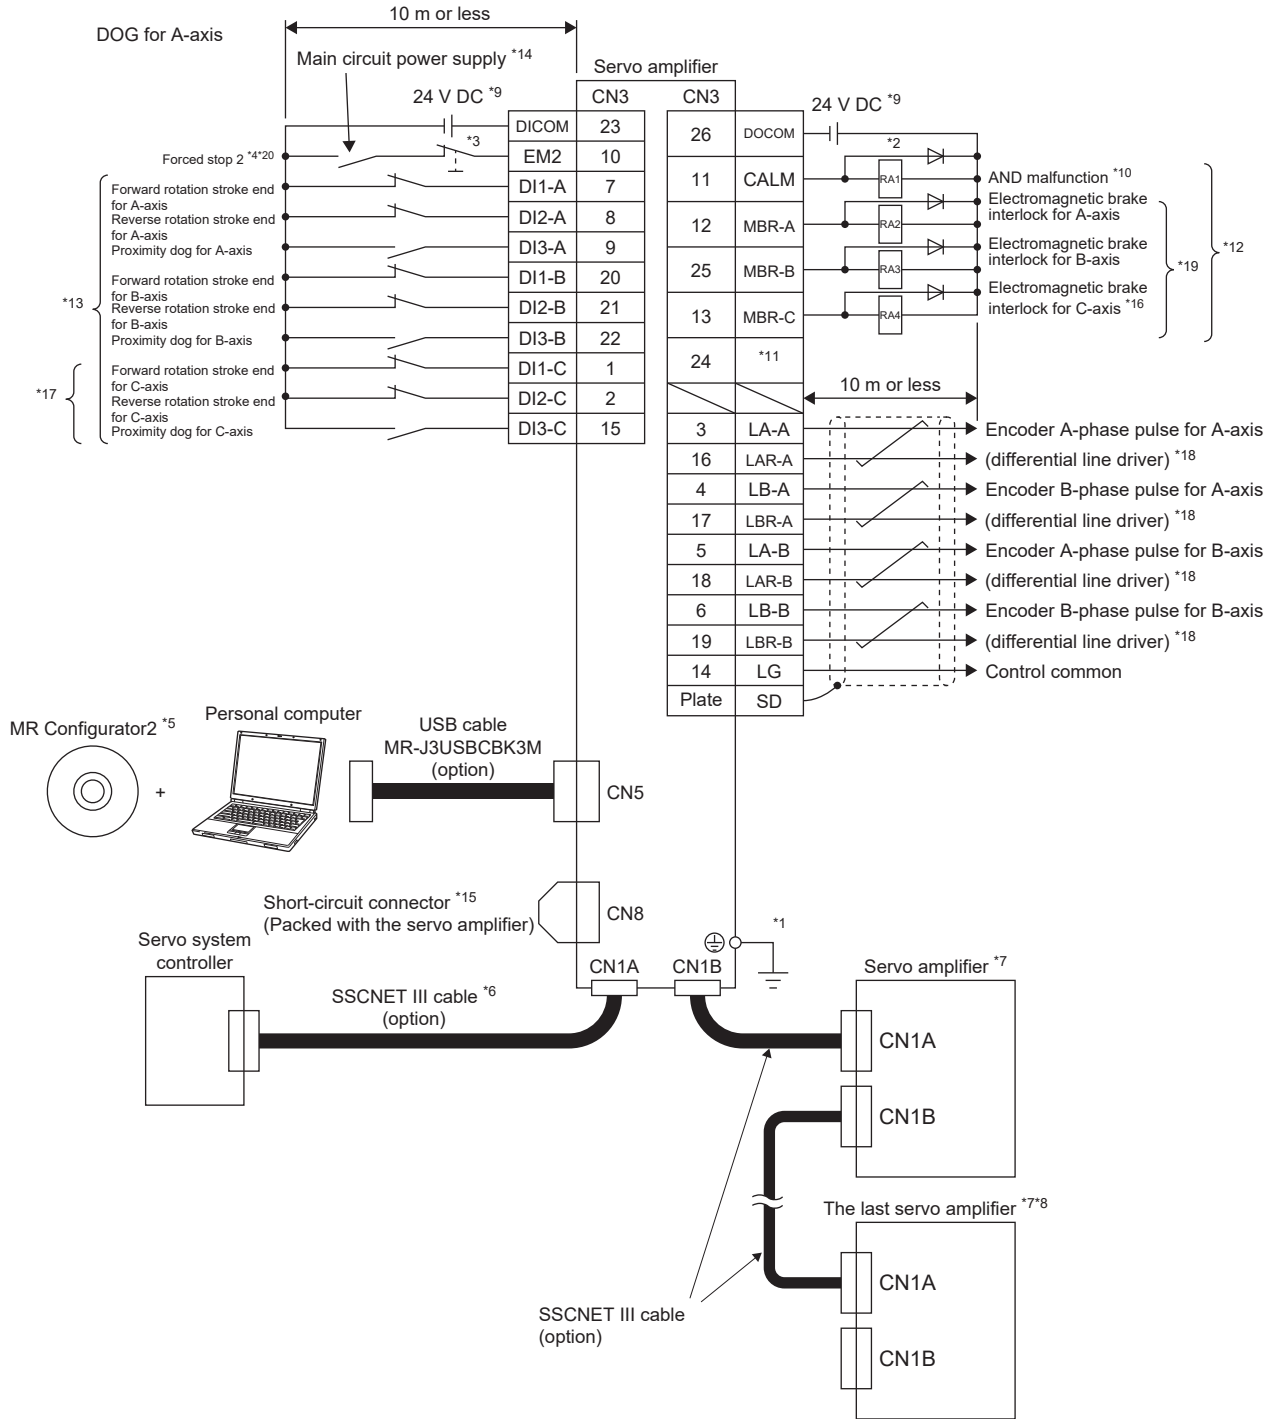 10 m or less
DOG for A-axis
Main circuit power supply *14
Servo amplifier
24 V DC *9
CN3
CN3
24 V DC *9
DICOM 23
Forced stop 2 *4*20
*3
EM2 10
Forward rotation stroke end
for A-axis
DI1-A 7
Reverse rotation stroke end
for A-axis
DI2-A 8
Proximity dog for A-axis
DI3-A 9
Forward rotation stroke end
for B-axis
DI1-B 20
*13
Reverse rotation stroke end
for B-axis
DI2-B 21
Proximity dog for B-axis
DI3-B 22
*17
Forward rotation stroke end
for C-axis
DI1-C 1
Reverse rotation stroke end
for C-axis
DI2-C 2
Proximity dog for C-axis
DI3-C 15
26 DOCOM
*2
11 CALM RA1 AND malfunction *10
12 MBR-A RA2 Electromagnetic brake
interlock for A-axis
25 MBR-B RA3 Electromagnetic brake
interlock for B-axis
13 MBR-C RA4 Electromagnetic brake
interlock for C-axis *16
*19
*12
24 *11
10 m or less
3 LA-A Encoder A-phase pulse for A-axis
16 LAR-A (differential line driver) *18
4 LB-A Encoder B-phase pulse for A-axis
17 LBR-A (differential line driver) *18
5 LA-B Encoder A-phase pulse for B-axis
18 LAR-B (differential line driver) *18
6 LB-B Encoder B-phase pulse for B-axis
19 LBR-B (differential line driver) *18
14 LG Control common
Plate SD
MR Configurator2 *5
+
Personal computer
USB cable
MR-J3USBCBK3M
(option)
CN5
Short-circuit connector *15
(Packed with the servo amplifier)
CN8
*1
Servo system
controller
CN1A
CN1B
SSCNET III cable *6
(option)
Servo amplifier *7
CN1A
CN1B
The last servo amplifier *7*8
CN1A
CN1B
SSCNET III cable
(option)